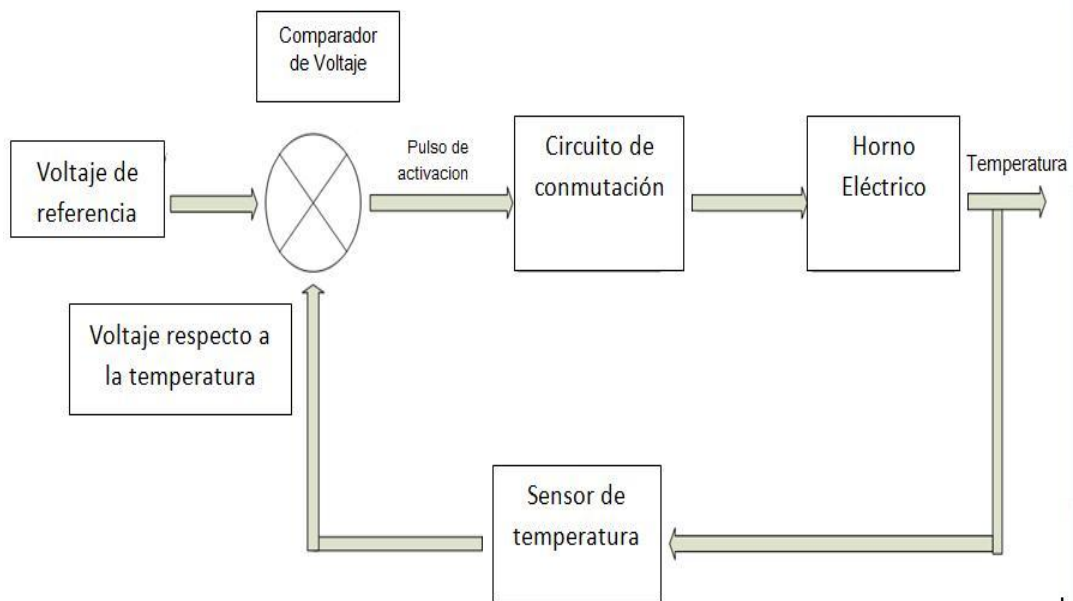 Comparador
de Voltaje
Voltaje de
referencia
Pulso de
activacion
Circuito de
conmutación
Horno
Eléctrico
Temperatura
Voltaje respecto a
la temperatura
Sensor de
temperatura